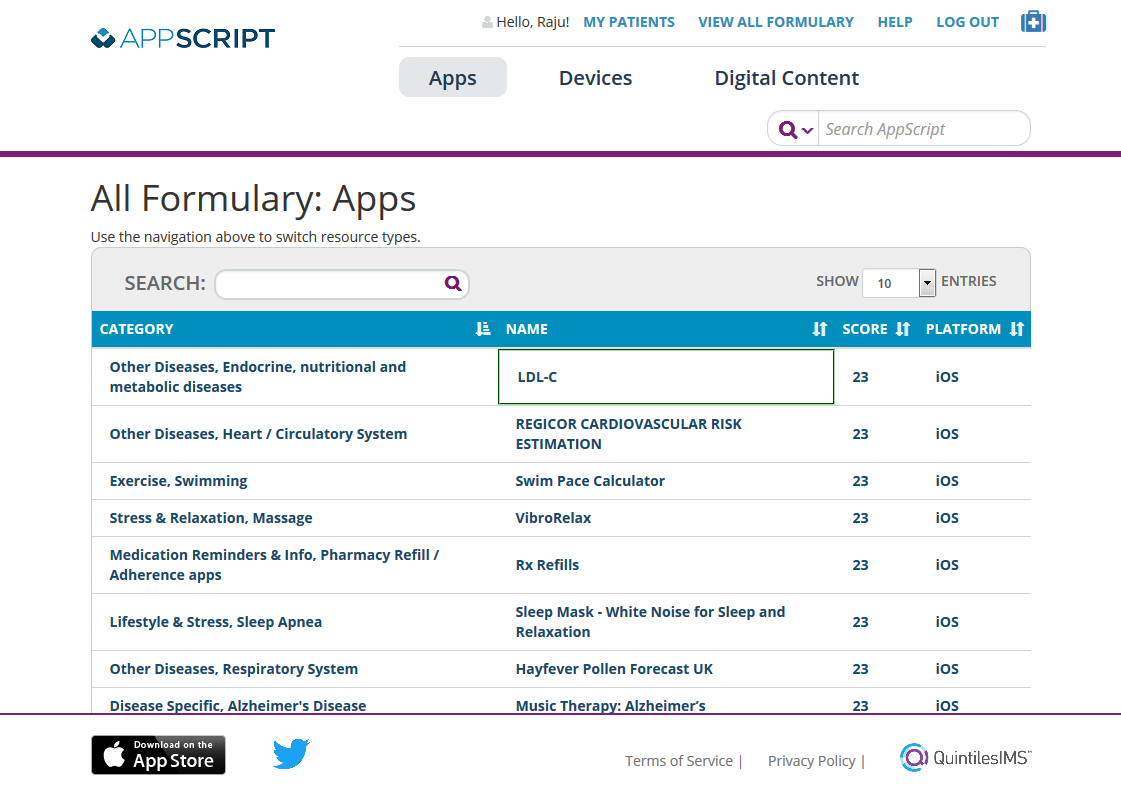 APPSCRIPT
Hello, Raju! MY PATIENTS VIEW ALL FORMULARY HELP LOG OUT
Apps Devices Digital Content
Search AppScript
All Formulary: Apps
Use the navigation above to switch resource types.
SEARCH: SHOW 10 ENTRIES
CATEGORY NAME SCORE PLATFORM
Other Diseases, Endocrine, nutritional and
metabolic diseases
LDL-C 23 iOS
Other Diseases, Heart / Circulatory System
REGICOR CARDIOVASCULAR RISK
ESTIMATION
23 iOS
Exercise, Swimming Swim Pace Calculator 23 iOS
Stress & Relaxation, Massage VibroRelax 23 iOS
Medication Reminders & Info, Pharmacy Refill /
Adherence apps
Rx Refills 23 iOS
Lifestyle & Stress, Sleep Apnea
Sleep Mask - White Noise for Sleep and
Relaxation
23 iOS
Other Diseases, Respiratory System Hayfever Pollen Forecast UK 23 iOS
Disease Specific, Alzheimer's Disease Music Therapy: Alzheimer’s 23 iOS
Download on the
App Store
Terms of Service | Privacy Policy |
QuintilesIMS™